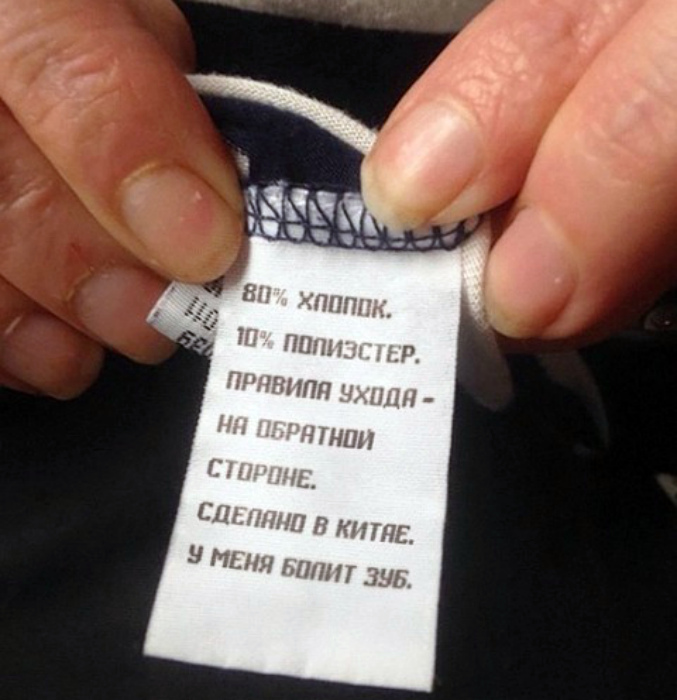 80% ХЛОПОК.
10% ПОЛИЭСТЕР.
ПРАВИЛА УХОДА -
НА ОБРАТНОЙ
СТОРОНЕ.
СДЕЛАНО В КИТАЕ.
У МЕНЯ БОЛИТ ЗУБ.